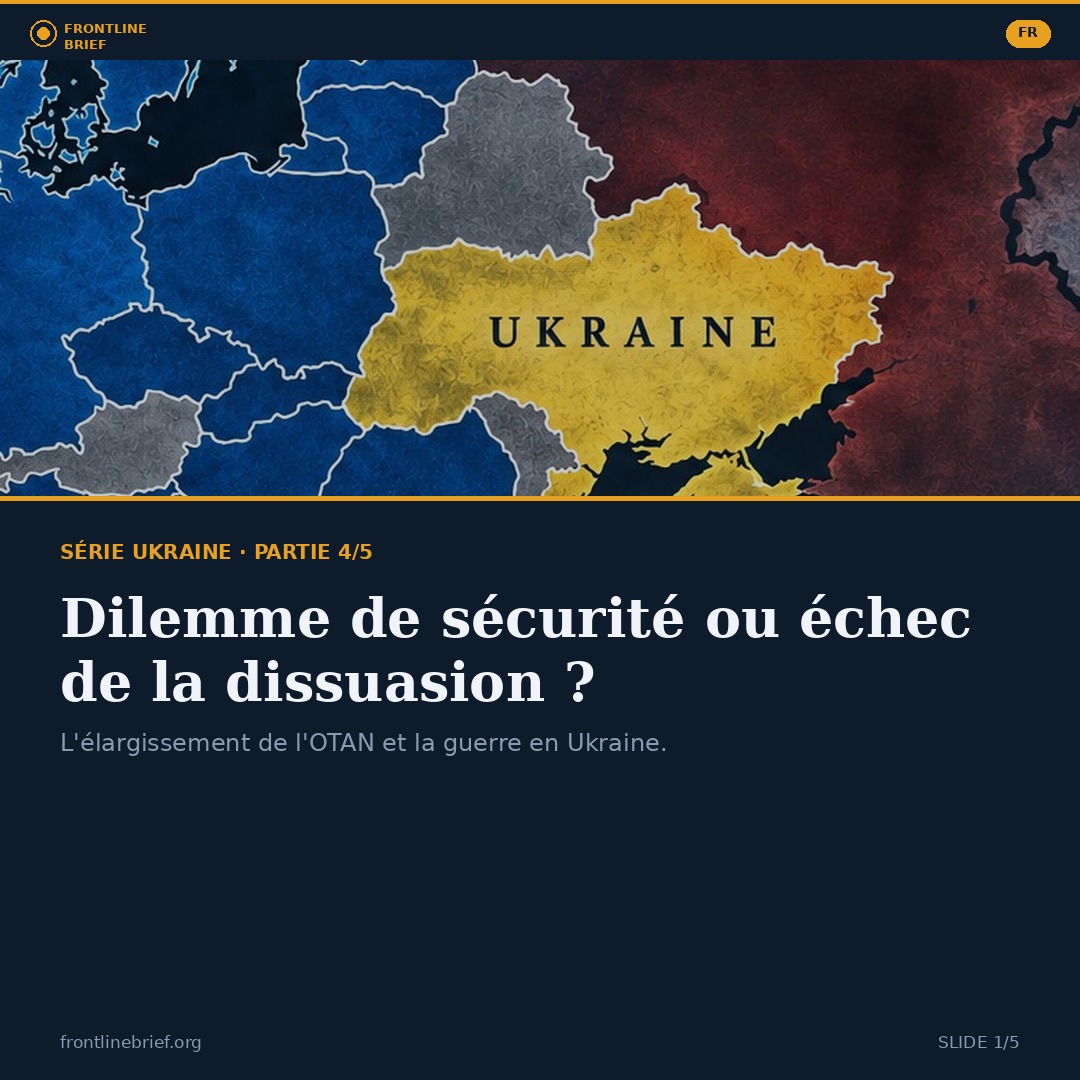 FRONTLINE
BRIEF
FR
UKRAINE
SÉRIE UKRAINE · PARTIE 4/5
Dilemme de sécurité ou échec
de la dissuasion ?
L'élargissement de l'OTAN et la guerre en Ukraine.
frontlinebrief.org
SLIDE 1/5